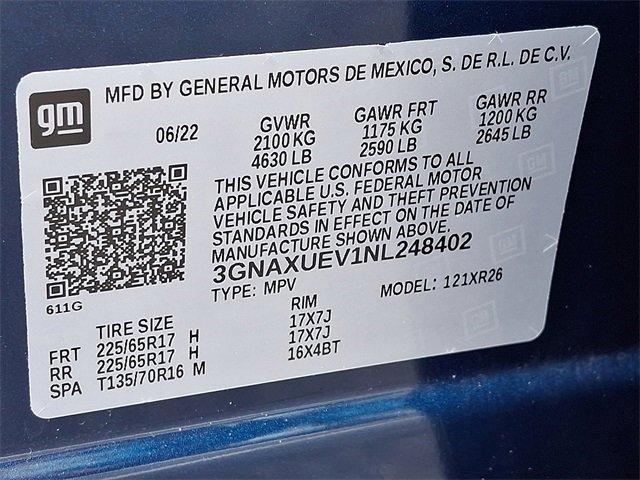 gm
MFD BY GENERAL MOTORS DE MEXICO, S. DE R.L. DE C.V.
06/22 GVWR GAWR FRT GAWR RR
2100 KG 1175 KG 1200 KG
4630 LB 2590 LB 2645 LB
THIS VEHICLE CONFORMS TO ALL
APPLICABLE U.S. FEDERAL MOTOR
VEHICLE SAFETY AND THEFT PREVENTION
STANDARDS IN EFFECT ON THE DATE OF
MANUFACTURE SHOWN ABOVE.
3GNAXUEV1NL248402
TYPE: MPV MODEL: 121XR26
611G
TIRE SIZE RIM
FRT 225/65R17 H 17X7J
RR 225/65R17 H 17X7J
SPA T135/70R16 M 16X4BT